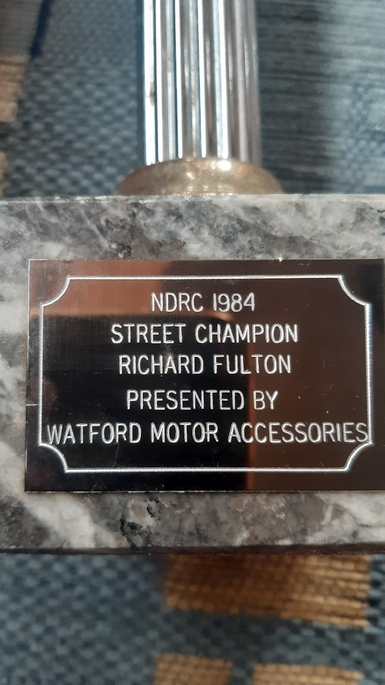 NDRC 1984
STREET CHAMPION
RICHARD FULTON
PRESENTED BY
WATFORD MOTOR ACCESSORIES